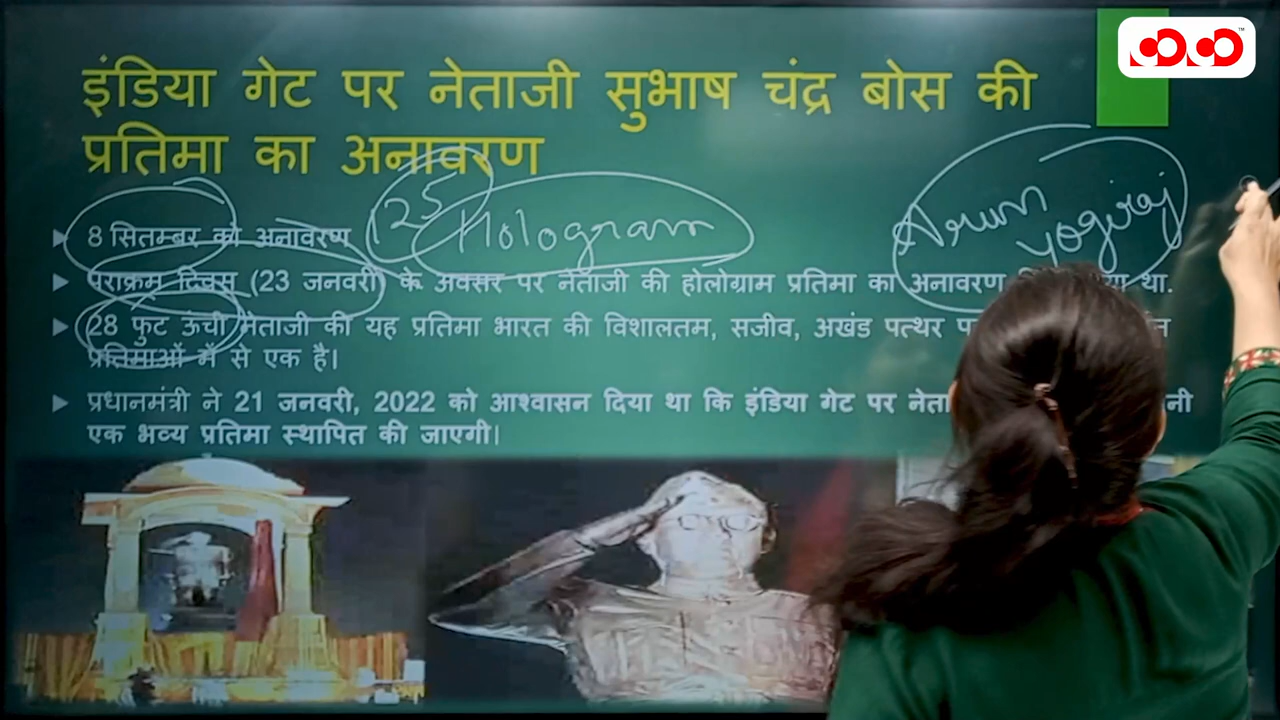 इंडिया गेट पर नेताजी सुभाष चंद्र बोस की
प्रतिमा का अनावरण
125 Hologram
Arun
yogiraj
8 सितम्बर को अनावरण
पराक्रम दिवस (23 जनवरी) के अवसर पर नेताजी की होलोग्राम प्रतिमा का अनावरण था.
28 फुट ऊंची नेताजी की यह प्रतिमा भारत की विशालतम, सजीव, अखंड पत्थर
प्रतिमाओं में से एक है।
प्रधानमंत्री ने 21 जनवरी, 2022 को आश्वासन दिया था कि इंडिया गेट पर
एक भव्य प्रतिमा स्थापित की जाएगी।